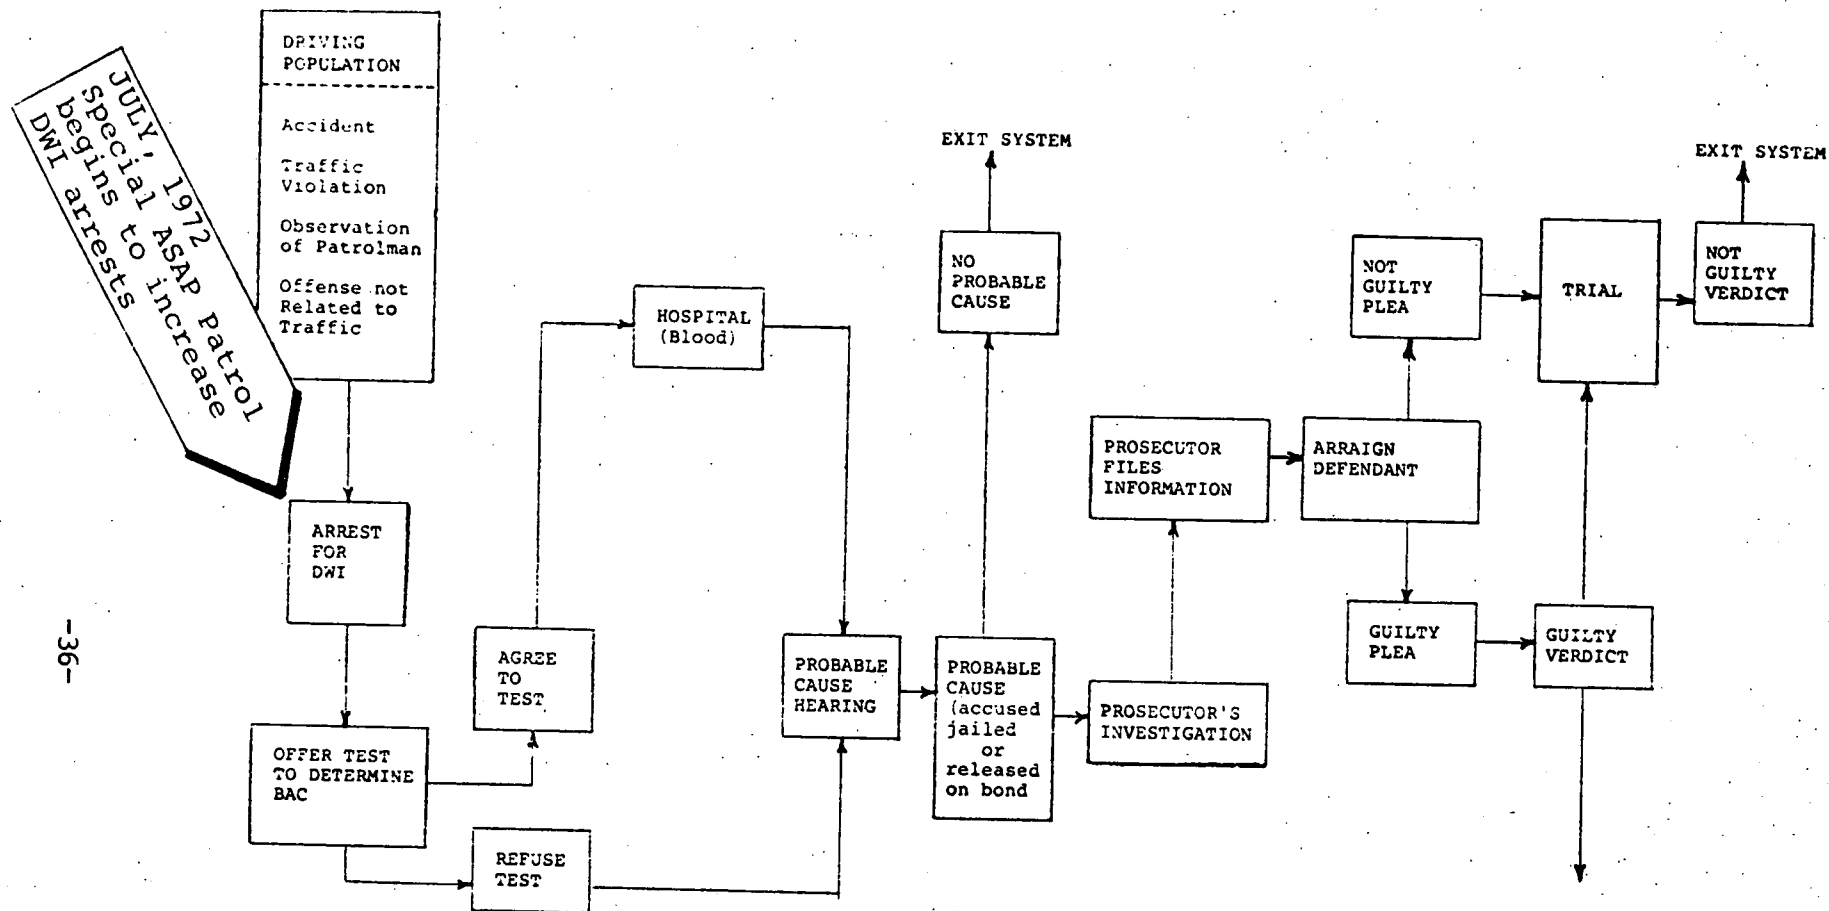 DRIVING
POPULATION
Accident
Traffic
Violation
Observation
of Patrolman
Offense not
Related to
Traffic
JULY, 1972
Special ASAP Patrol
begins to increase
DWI arrests
ARREST
FOR
DWI
OFFER TEST
TO DETERMINE
BAC
AGREE
TO
TEST
REFUSE
TEST
HOSPITAL
(Blood)
PROBABLE
CAUSE
HEARING
EXIT SYSTEM
NO
PROBABLE
CAUSE
PROBABLE
CAUSE
(accused
jailed
or
released
on bond
PROSECUTOR'S
INVESTIGATION
PROSECUTOR
FILES
INFORMATION
ARRAIGN
DEFENDANT
NOT
GUILTY
PLEA
GUILTY
PLEA
TRIAL
GUILTY
VERDICT
EXIT SYSTEM
NOT
GUILTY
VERDICT
-36-